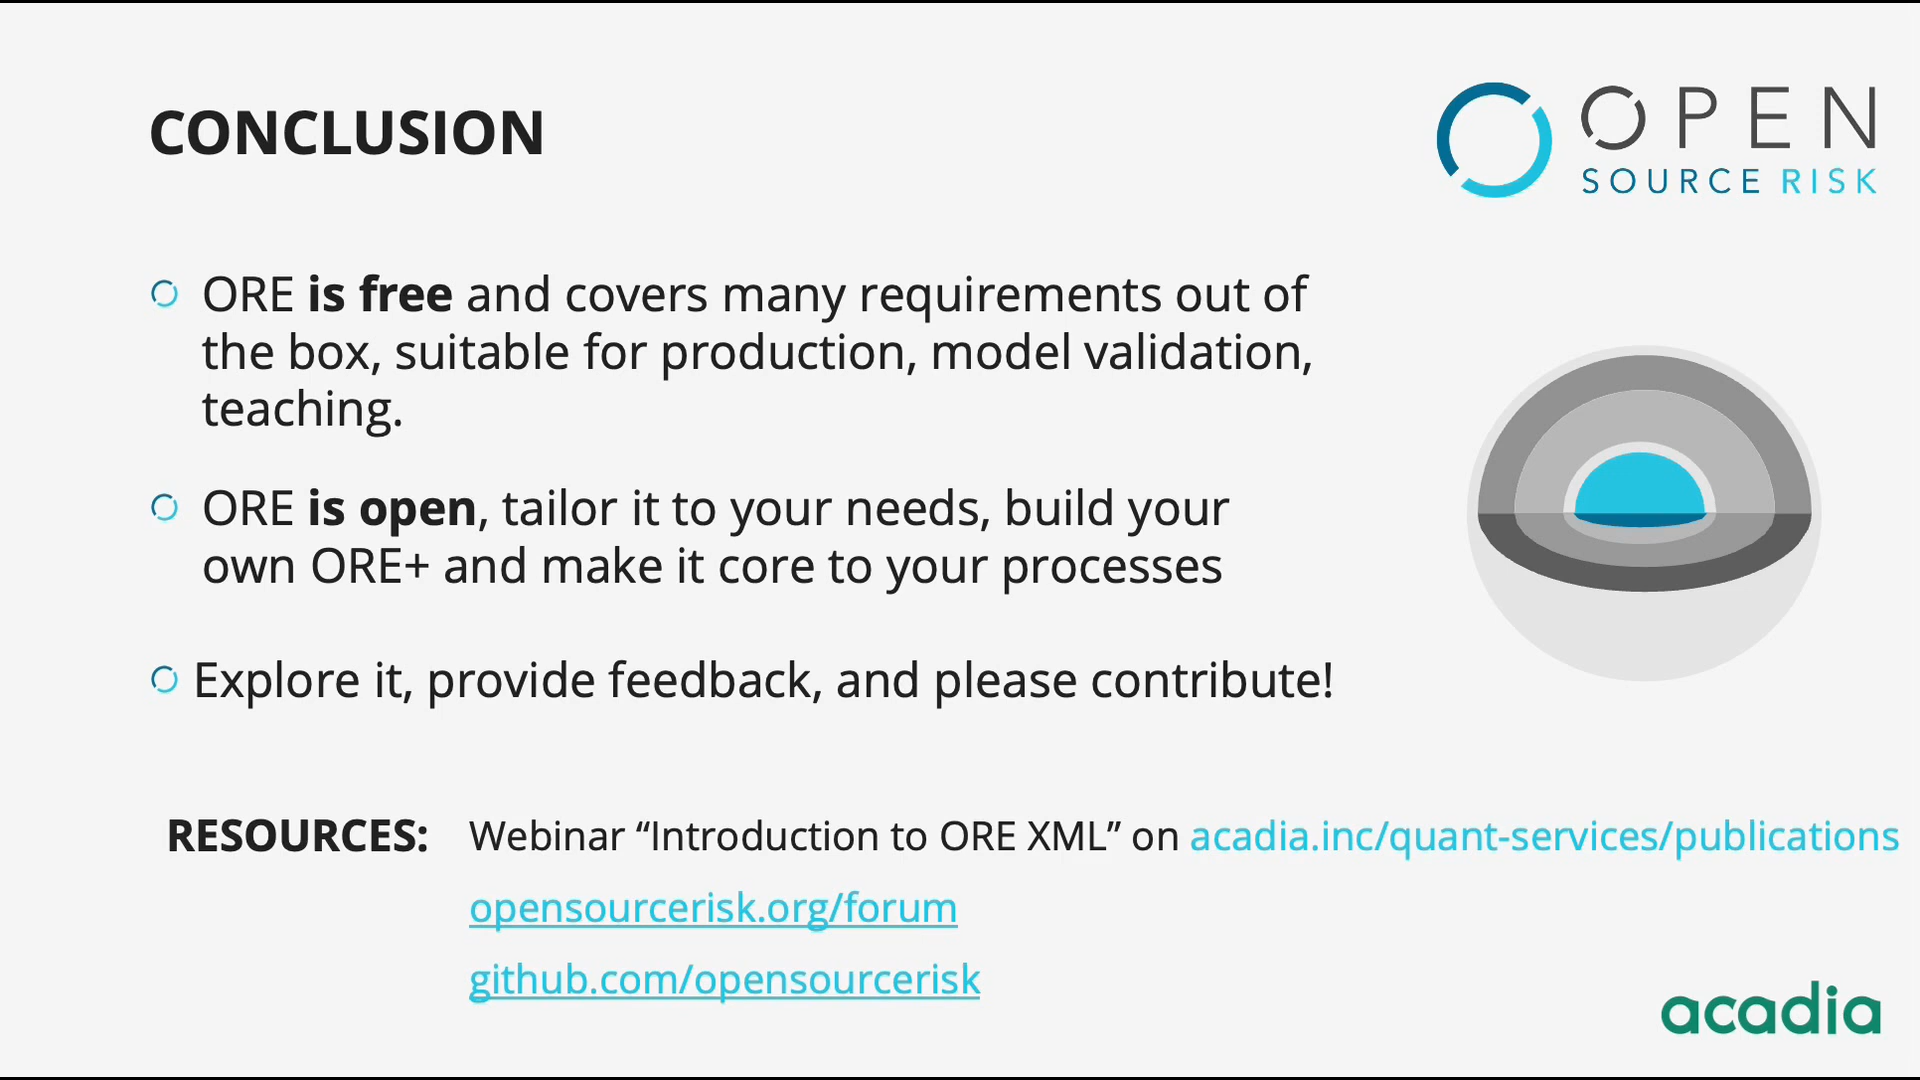 CONCLUSION
OPEN
SOURCE RISK
ORE is free and covers many requirements out of
the box, suitable for production, model validation,
teaching.
ORE is open, tailor it to your needs, build your
own ORE+ and make it core to your processes
Explore it, provide feedback, and please contribute!
RESOURCES: Webinar “Introduction to ORE XML” on acadia.inc/quant-services/publications
opensourcerisk.org/forum
github.com/opensourcerisk
acadia